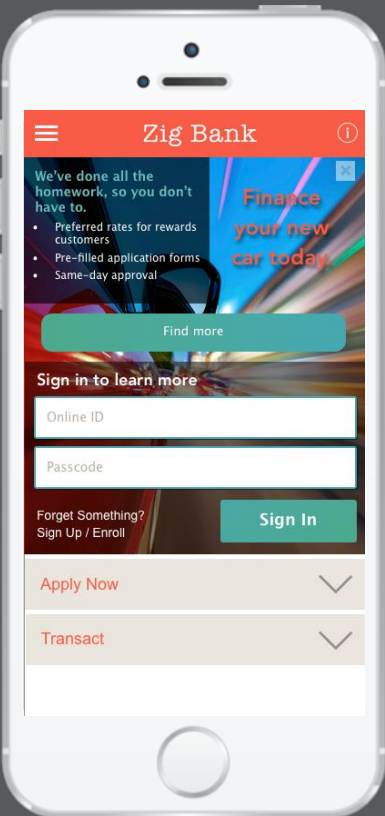 Zig Bank
We've done all the
homework, so you don't
have to.
• Preferred rates for rewards
customers
• Pre-filled application forms
• Same-day approval
Finance
your new
car today.
Find more
Sign in to learn more
Online ID
Passcode
Forget Something?
Sign Up / Enroll
Sign In
Apply Now
Transact